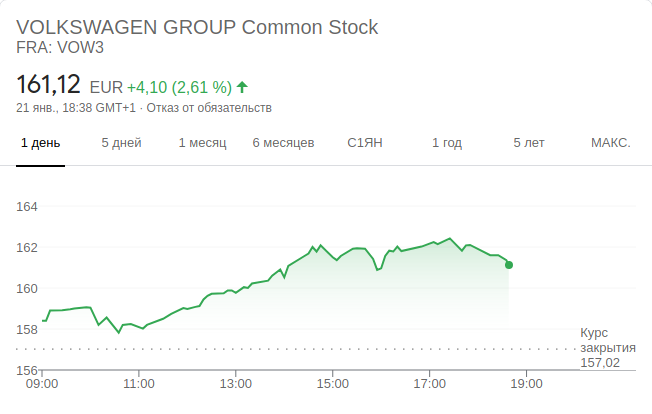 VOLKSWAGEN GROUP Common Stock
FRA: VOW3
161,12 EUR +4,10 (2,61 %)
21 янв., 18:38 GMT+1 · Отказ от обязательств
1 день 5 дней 1 месяц 6 месяцев С1ЯН 1 год 5 лет МАКС.
164
162
160
158
Курс
закрытия
157,02
156
09:00 11:00 13:00 15:00 17:00 19:00